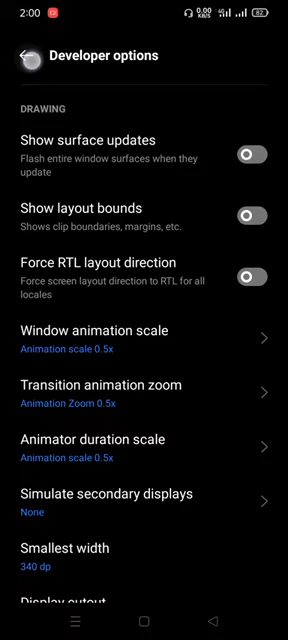 2:00
0.00
KB/S
4G
82
Developer options
DRAWING
Show surface updates
Flash entire window surfaces when they
update
Show layout bounds
Shows clip boundaries, margins, etc.
Force RTL layout direction
Force screen layout direction to RTL for all
locales
Window animation scale
Animation scale 0.5x
Transition animation zoom
Animation Zoom 0.5x
Animator duration scale
Animation scale 0.5x
Simulate secondary displays
None
Smallest width
340 dp
Display cutout